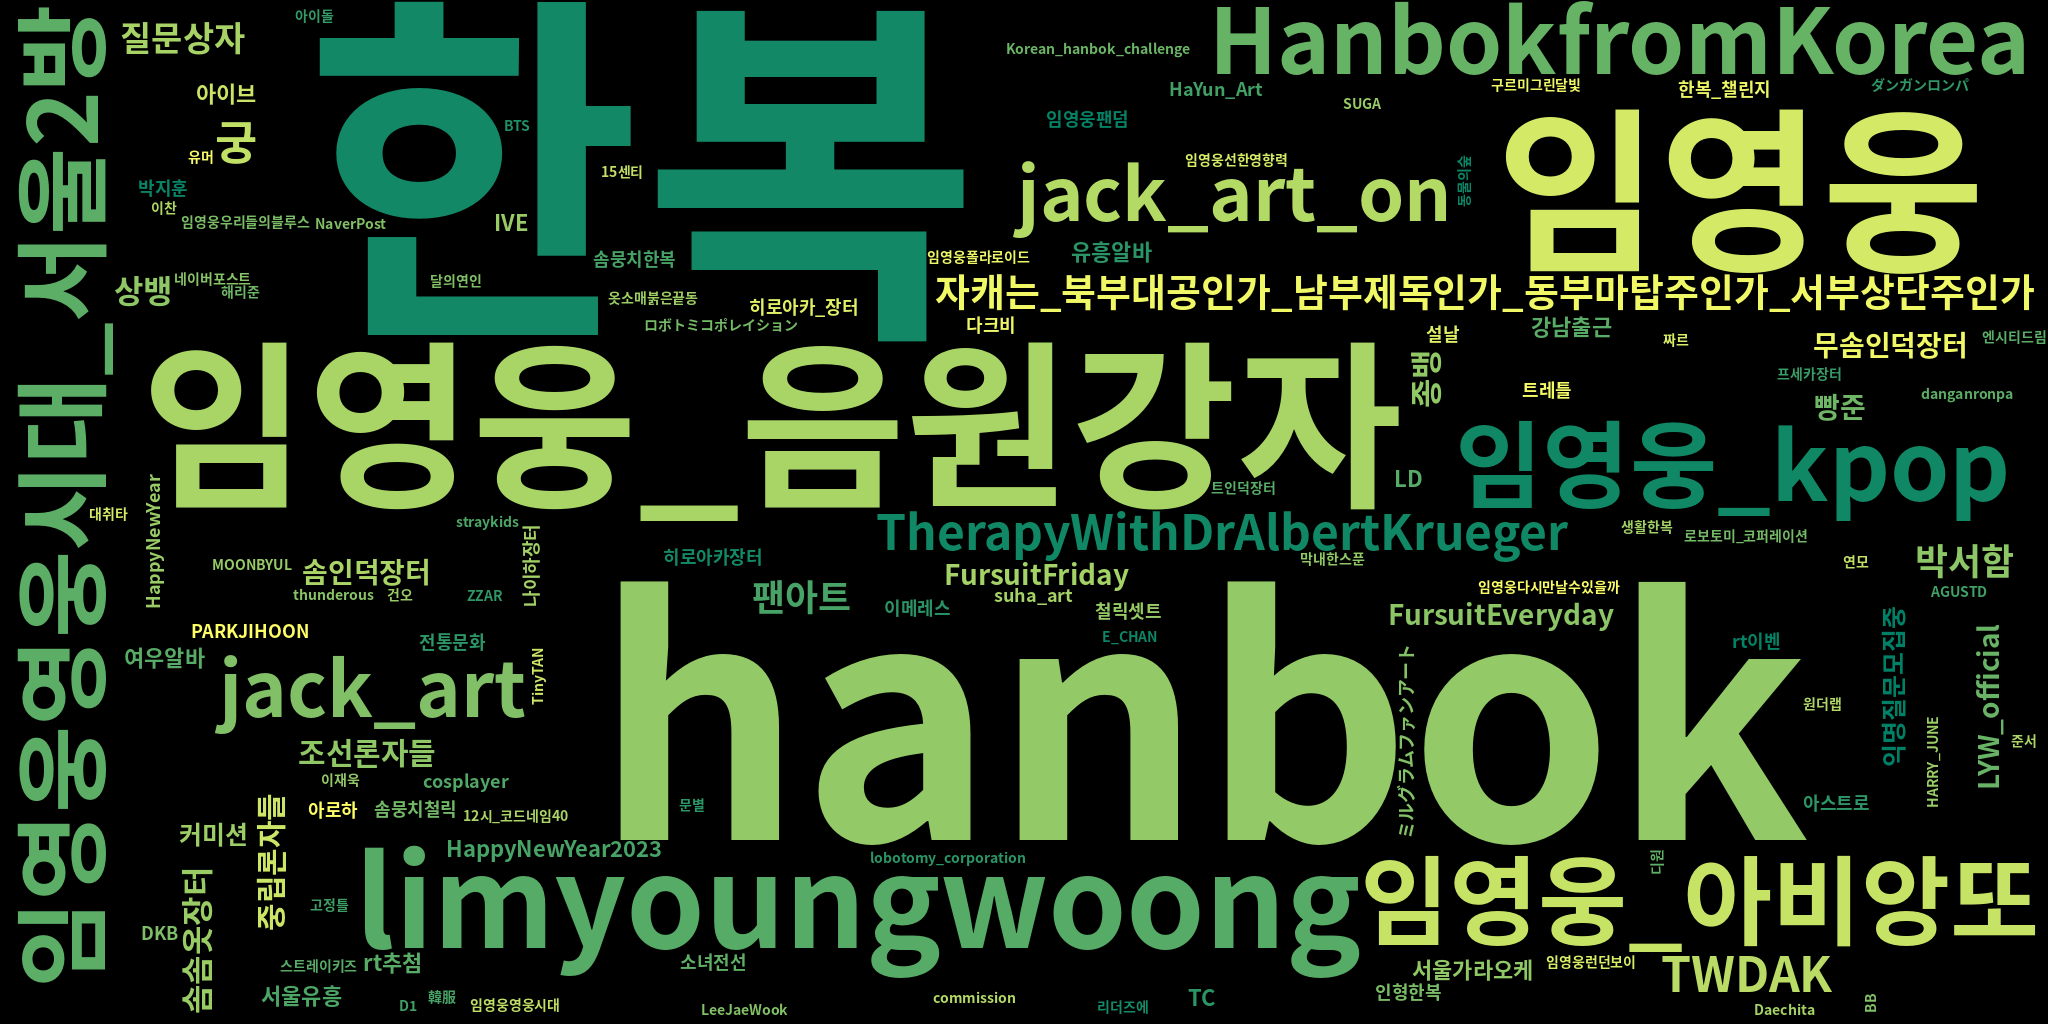 임영웅영웅시대_서울2방
질문상자
아이돌
한복
Korean_hanbok_challenge
HanbokfromKorea
아이브
HaYun_Art
SUGA
구르미그린달빛
한복_챌린지
ダンガンロンパ
궁
유머
BTS
임영웅팬덤
임영웅
15센티
임영웅선한영향력
jack_art_on
동물의숲
박지훈
이찬
임영웅우리들의블루스
NaverPost
IVE
솜뭉치한복
임영웅폴라로이드
유흥알바
상뱅
네이버포스트
해리준
달의연인
옷소매붉은끝동
히로아카_장터
자캐는_북부대공인가_남부제독인가_동부마탑주인가_서부상단주인가
ロボトミコポレイション
다크비
설날
강남출근
짜르
무솜인덕장터
엔시티드림
임영웅_음원강자
중뱅
트레틀
프세카장터
빵준
danganronpa
임영웅_kpop
LD
트인덕장터
HappyNewYear
대취타
straykids
나이하장터
TherapyWithDrAlbertKrueger
생활한복
로보토미_코퍼레이션
MOONBYUL
솜인덕장터
히로아카장터
막내한스푼
연모
박서함
thunderous
건오
ZZAR
팬아트
FursuitFriday
suha_art
이메레스
철릭셋트
임영웅다시만날수있을까
FursuitEveryday
AGUSTD
PARKJIHOON
전통문화
E_CHAN
rt이벤
익명질문모집중
LYW_official
여우알바
jack_art
TinyTAN
hanbok
ミルグラムファンアート
원더랩
HARRY_JUNE
준서
조선론자들
이재욱
cosplayer
중립론자들
아로하
솜뭉치철릭
12시_코드네임40
문별
아스트로
커미션
HappyNewYear2023
lobotomy_corporation
디원
솜솜옷장터
고정틀
limyoungwoong
임영웅_아비앙또
DKB
스트레이키즈
rt추첨
소녀전선
서울가라오케
임영웅런던보이
TWDAK
서울유흥
D1
韓服
임영웅영웅시대
LeeJaeWook
commission
리더즈에
TC
인형한복
Daechita
BB